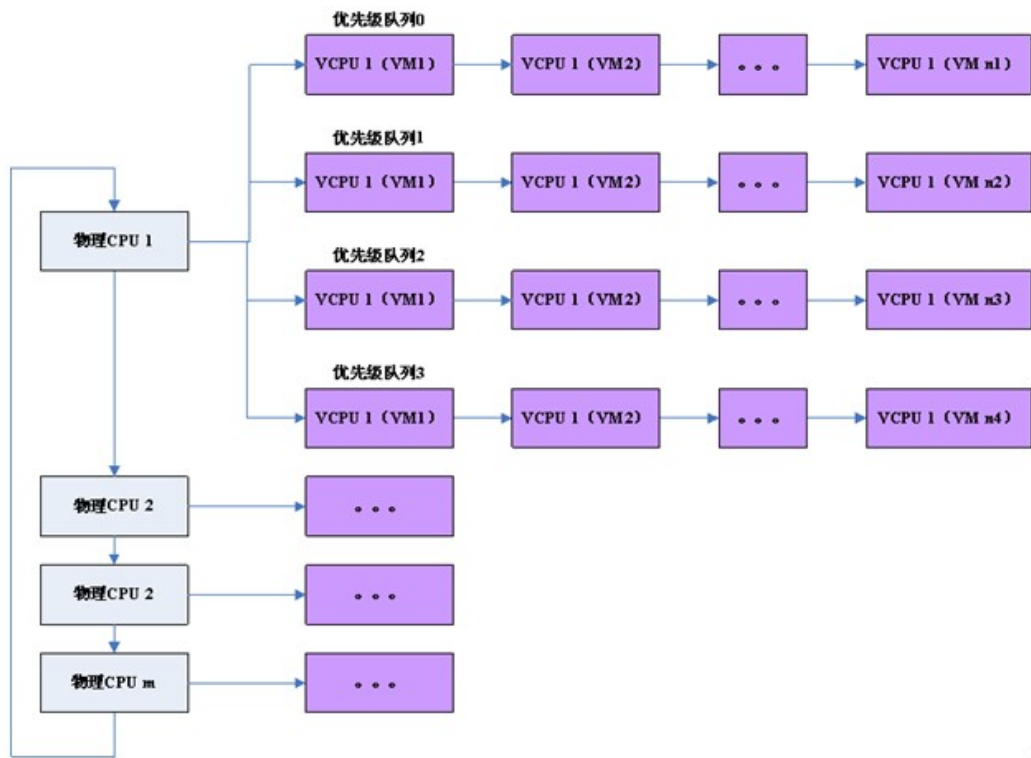 优先级队列0
VCPU 1（VM1）
VCPU 1（VM2）
。。。
VCPU 1（VM n1）
优先级队列1
VCPU 1（VM1）
VCPU 1（VM2）
。。。
VCPU 1（VM n2）
物理CPU 1
优先级队列2
VCPU 1（VM1）
VCPU 1（VM2）
。。。
VCPU 1（VM n3）
优先级队列3
VCPU 1（VM1）
VCPU 1（VM2）
。。。
VCPU 1（VM n4）
物理CPU 2
。。。
物理CPU 2
。。。
物理CPU m
。。。